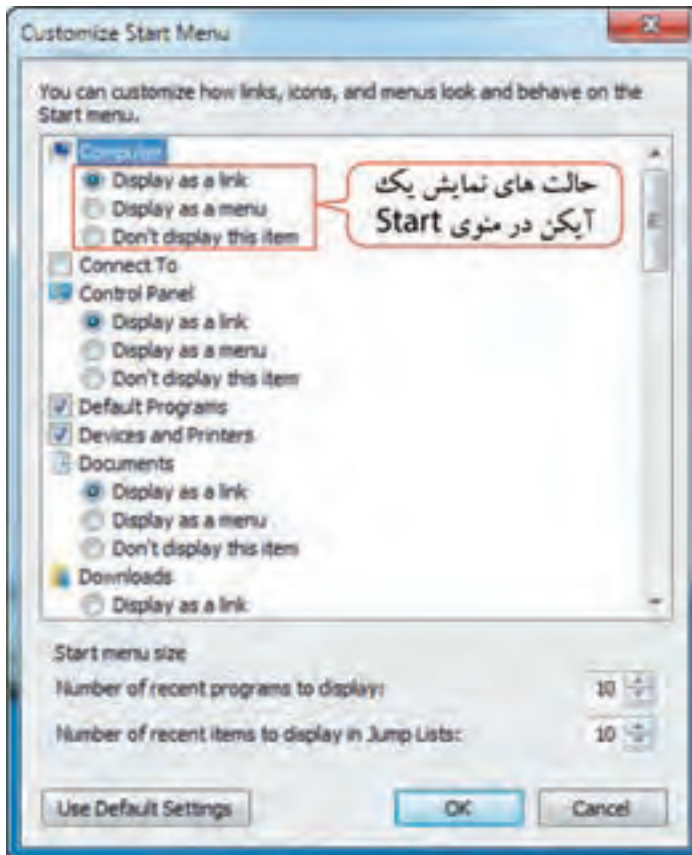 Customize Start Menu
You can customize how links, icons, and menus look and behave on the
Start menu.
Computer
Display as a link
Display as a menu
Don't display this item
حالت های نمایش یک
آیکن در منوی Start
Connect To
Control Panel
Display as a link
Display as a menu
Don't display this item
Default Programs
Devices and Printers
Documents
Display as a link
Display as a menu
Don't display this item
Downloads
Display as a link
Start menu size
Number of recent programs to display: 10
Number of recent items to display in Jump Lists: 10
Use Default Settings OK Cancel